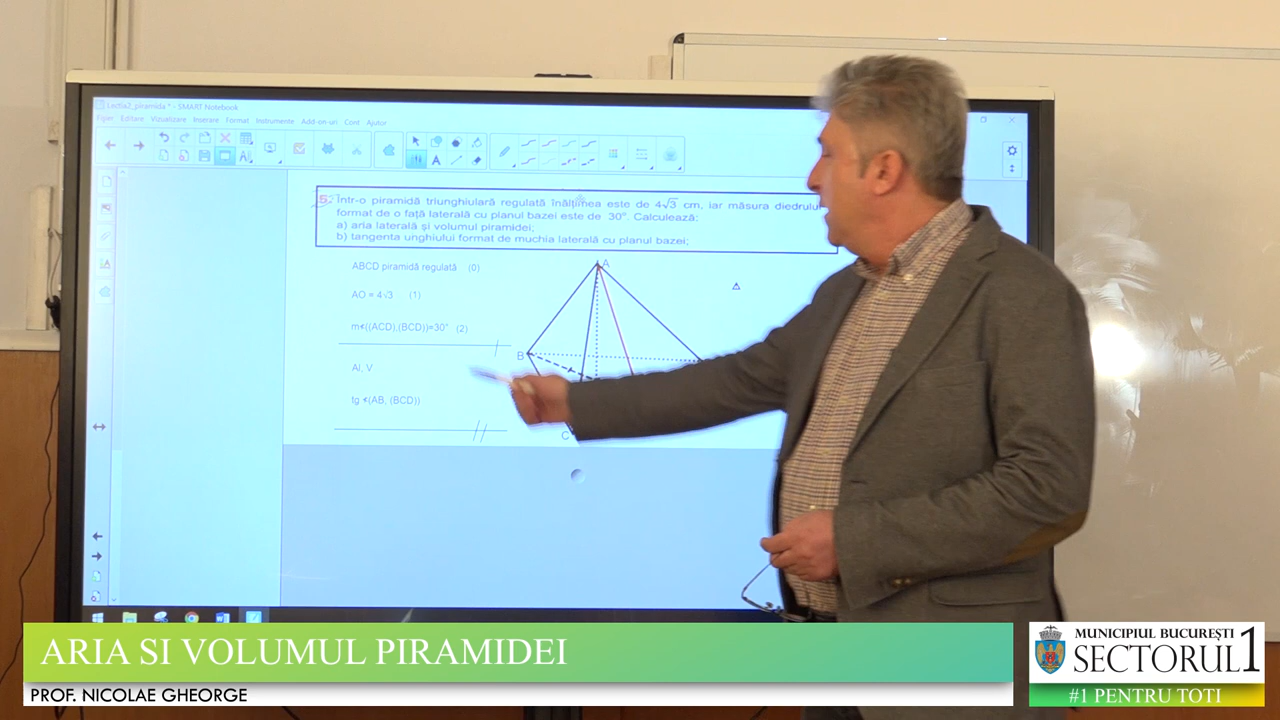 Lectia2_piramida * - SMART Notebook
Fișier Editare Vizualizare Inserare Format Instrumente Add-on-uri Cont Ajutor
5. Într-o piramidă triunghiulară regulată înălțimea este de 4√3 cm, iar măsura diedrului
format de o față laterală cu planul bazei este de 30° Calculează;
a) aria laterală și volumul piramidei;
b) tangenta unghiului format de muchia laterală cu planul bazei;
ABCD piramidă regulată (0)
A
AO = 4√3 (1)
m∢((ACD),(BCD))=30° (2)
B
Al, V
tg ∢(AB, (BCD))
C
ARIA SI VOLUMUL PIRAMIDEI
PROF. NICOLAE GHEORGE
MUNICIPIUL BUCUREȘTI
SECTORUL 1
#1 PENTRU TOTI